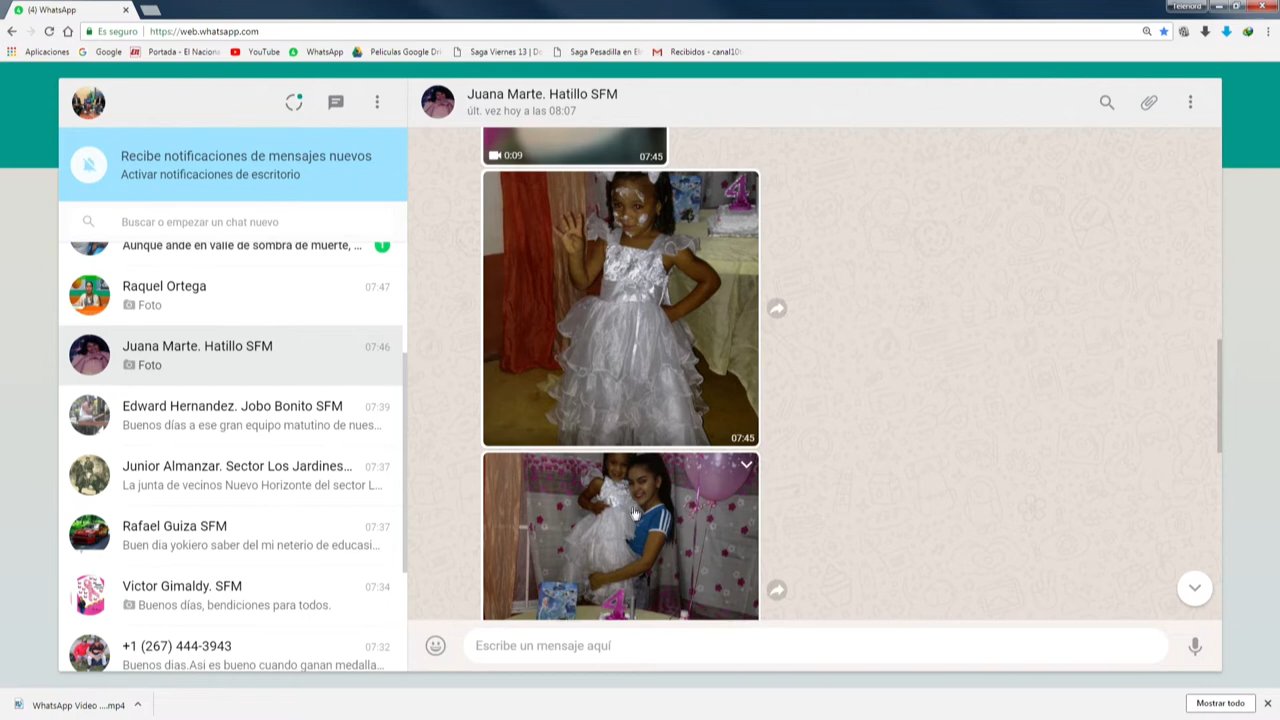 (4) WhatsApp
Telenord
Es seguro https://web.whatsapp.com
Aplicaciones
Google
Portada - El Naciona
YouTube
WhatsApp
Peliculas Google Dri
Saga Viernes 13 | Do
Saga Pesadilla en El
Recibidos - canal10
Juana Marte. Hatillo SFM
últ. vez hoy a las 08:07
Recibe notificaciones de mensajes nuevos
Activar notificaciones de escritorio
Buscar o empezar un chat nuevo
Aunque ande en valle de sombra de muerte, ...
1
Raquel Ortega
07:47
Foto
Juana Marte. Hatillo SFM
07:46
Foto
Edward Hernandez. Jobo Bonito SFM
07:39
Buenos días a ese gran equipo matutino de nues...
Junior Almanzar. Sector Los Jardines...
07:37
La junta de vecinos Nuevo Horizonte del sector L...
Rafael Guiza SFM
07:37
Buen dia yokiero saber del mi neterio de educasi...
Victor Gimaldy. SFM
07:34
Buenos días, bendiciones para todos.
+1 (267) 444-3943
07:32
Buenos dias.Asi es bueno cuando ganan medalla...
0:09
07:45
4
07:45
4
Escribe un mensaje aquí
WhatsApp Video ....mp4
Mostrar todo